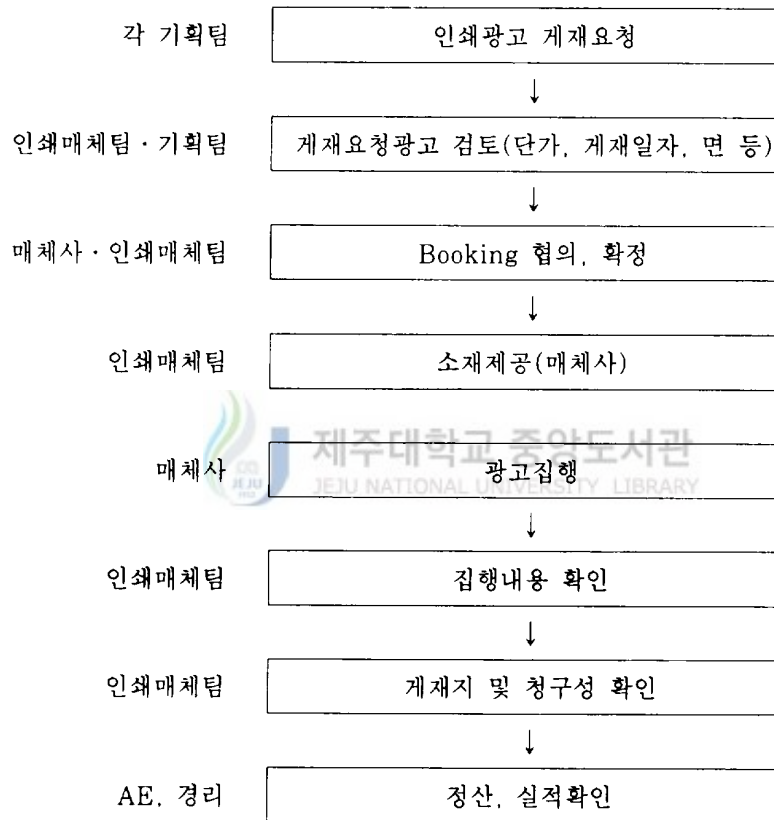 각 기획팀 인쇄광고 게재요청
↓
인쇄매체팀 · 기획팀 게재요청광고 검토(단가, 게재일자, 면 등)
↓
매체사 · 인쇄매체팀 Booking 협의, 확정
↓
인쇄매체팀 소재제공(매체사)
제주대학교 중앙도서관
JEJU NATIONAL UNIVERSITY LIBRARY
JEJU
1952
매체사 광고집행
↓
인쇄매체팀 집행내용 확인
↓
인쇄매체팀 게재지 및 청구성 확인
↓
AE, 경리 정산, 실적확인